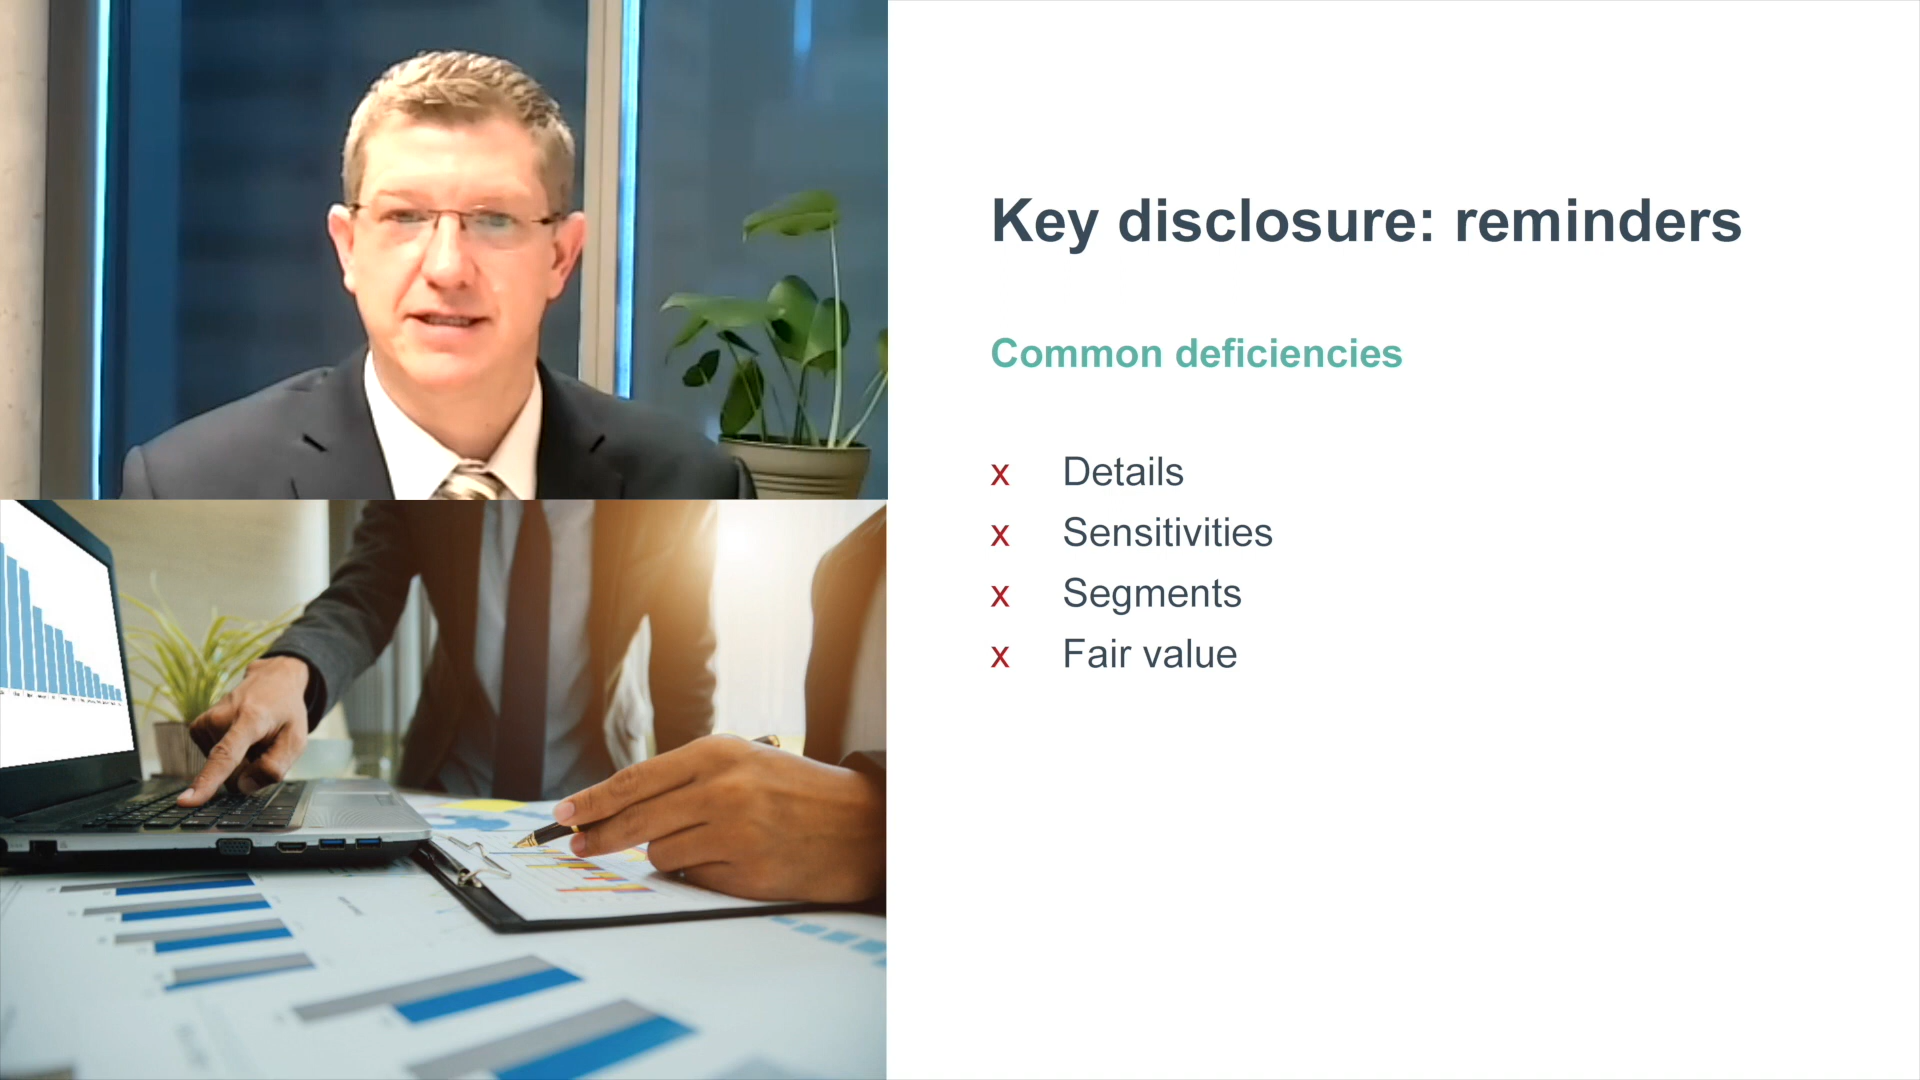 Key disclosure: reminders
Common deficiencies
x Details
x Sensitivities
x Segments
x Fair value